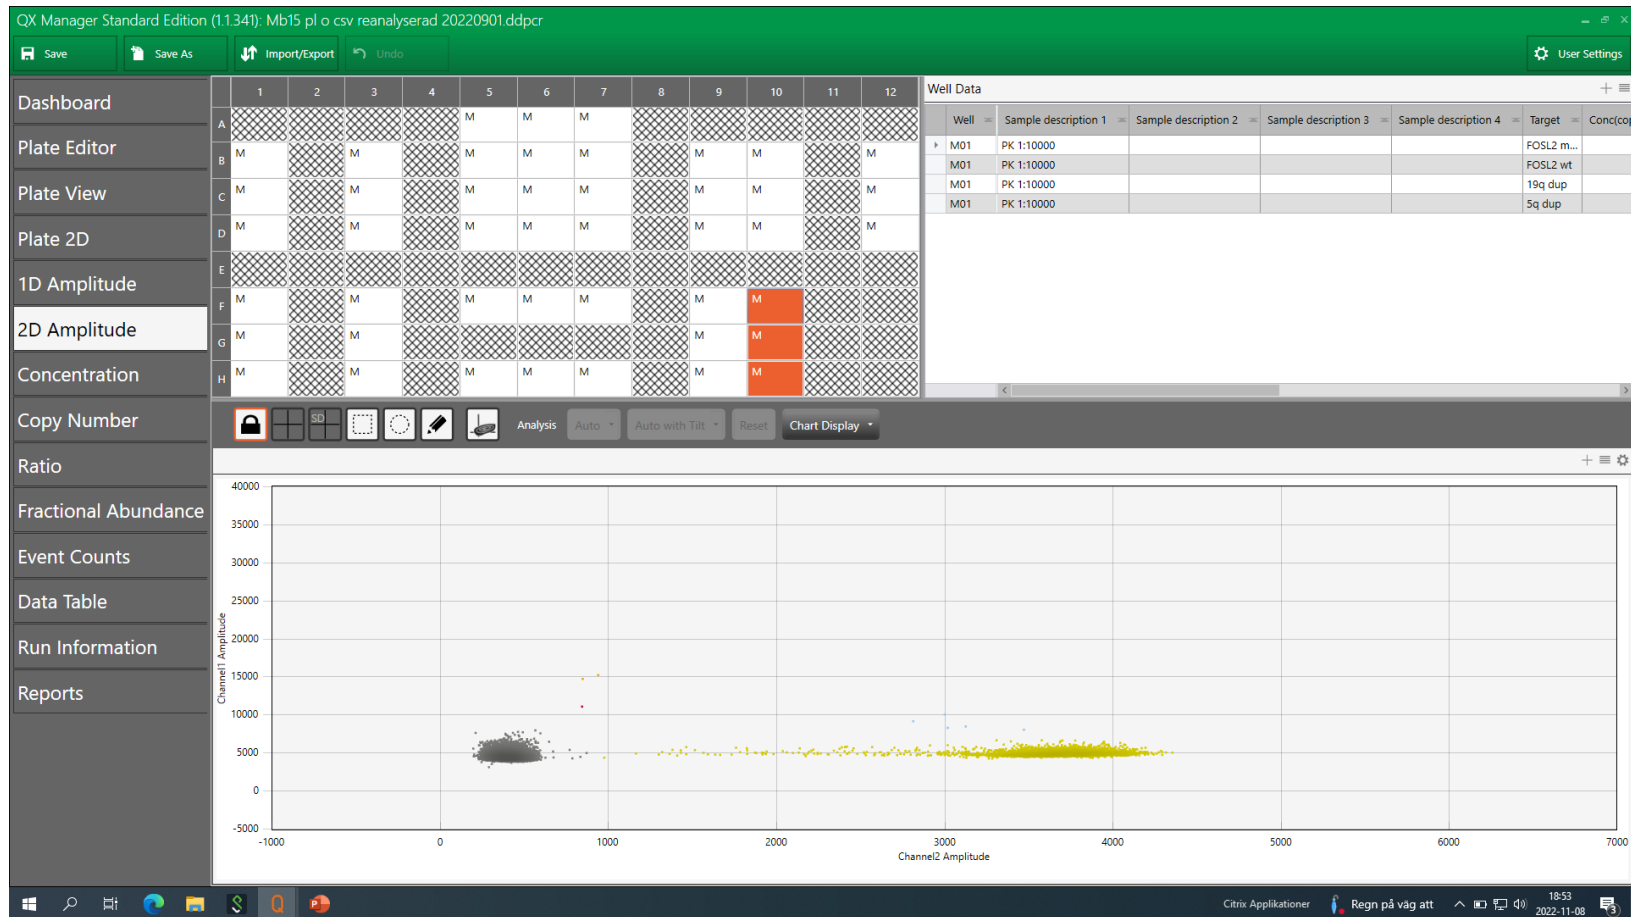 QX Manager Standard Edition (1.1.341): Mb15 pl o csv reanalyserad 20220901.ddpcr
Save
Save As
Import/Export
Undo
User Settings
Dashboard
Plate Editor
Plate View
Plate 2D
1D Amplitude
2D Amplitude
Concentration
Copy Number
Ratio
Fractional Abundance
Event Counts
Data Table
Run Information
Reports
1 2 3 4 5 6 7 8 9 10 11 12
A M M M
B M M M M M M M M
C M M M M M M M M
D M M M M M M M M
E
F M M M M M M M
G M M M M
H M M M M M M M
Well Data
Well Sample description 1 Sample description 2 Sample description 3 Sample description 4 Target Conc(cop
M01 PK 1:10000 FOSL2 m...
M01 PK 1:10000 FOSL2 wt
M01 PK 1:10000 19q dup
M01 PK 1:10000 5q dup
SD
Analysis
Auto
Auto with Tilt
Reset
Chart Display
Channel1 Amplitude
40000
35000
30000
25000
20000
15000
10000
5000
0
-5000
-1000 0 1000 2000 3000 4000 5000 6000 7000
Channel2 Amplitude
Citrix Applikationer
Regn på väg att
18:53
2022-11-08
3